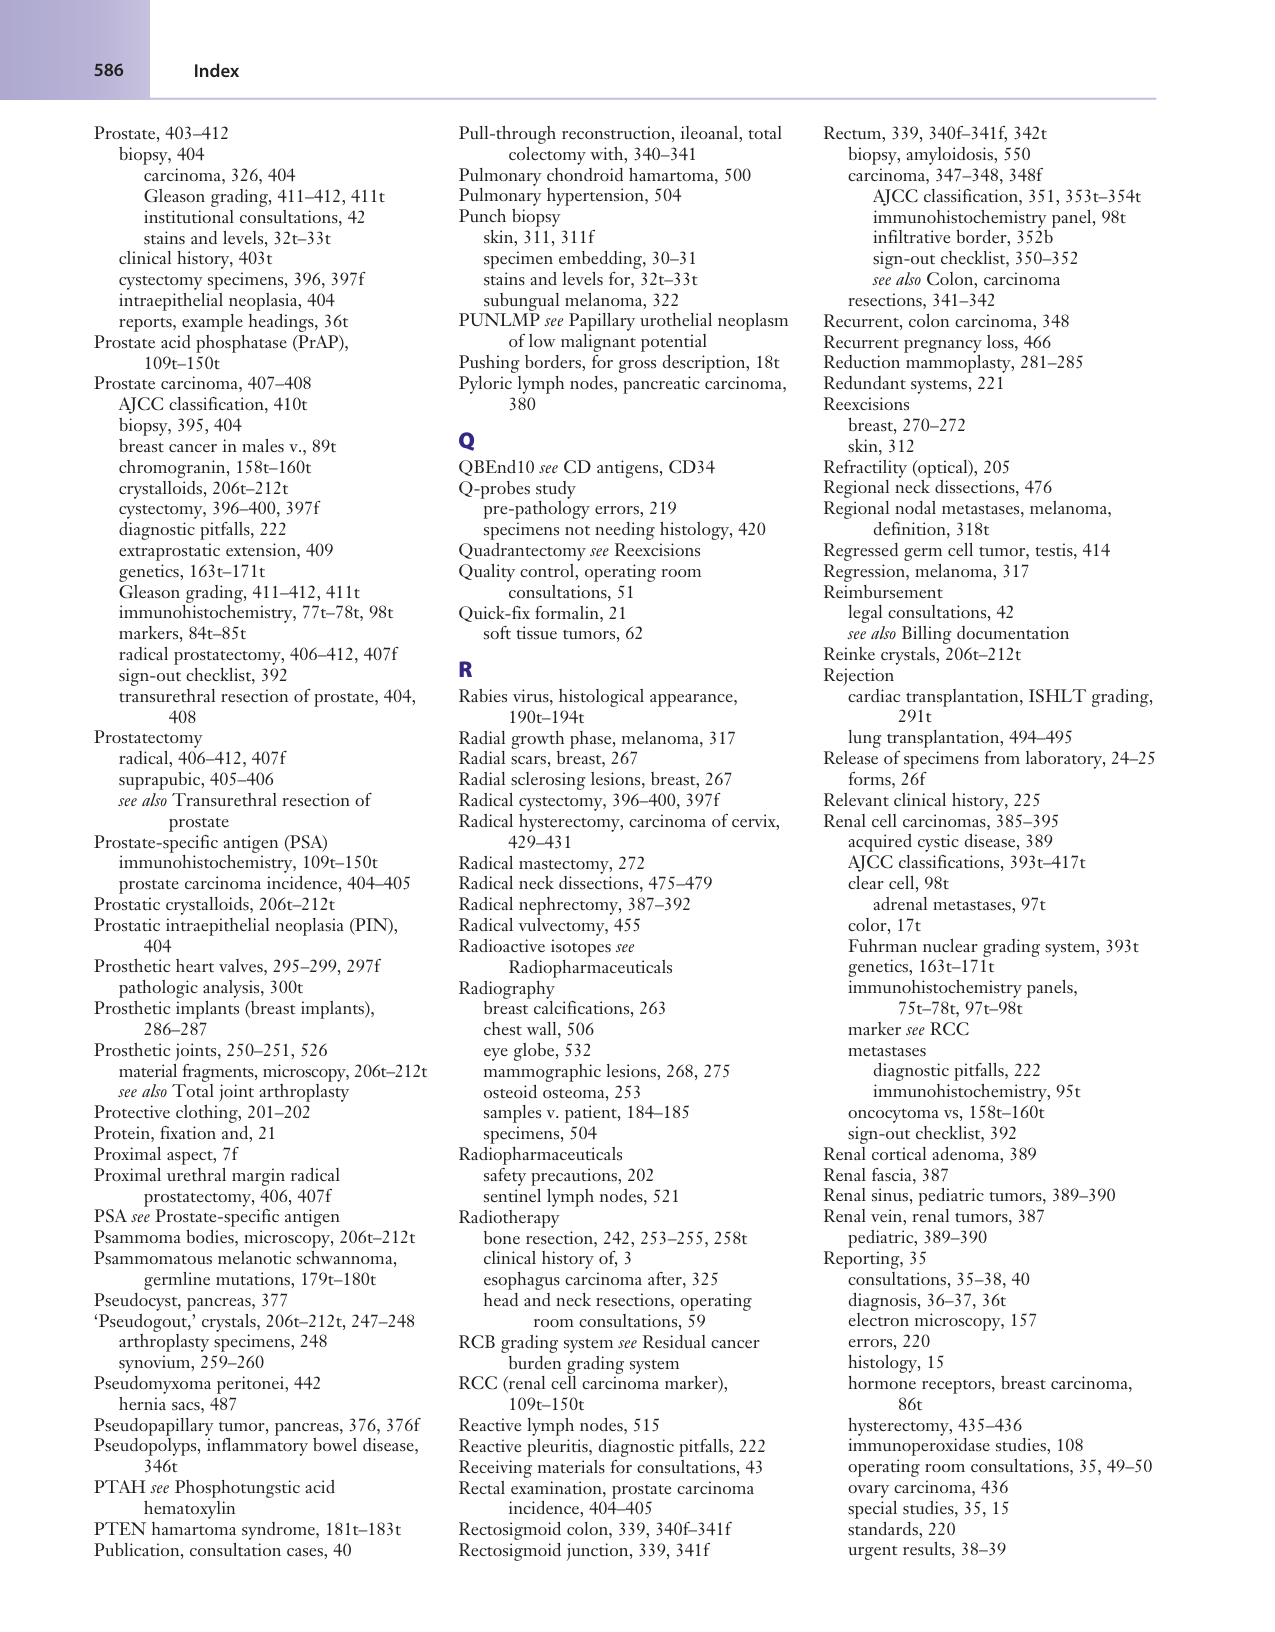 586
Index
Prostate, 403–412
biopsy, 404
carcinoma, 326, 404
Gleason grading, 411–412, 411t
institutional consultations, 42
stains and levels, 32t–33t
clinical history, 403t
cystectomy specimens, 396, 397f
intraepithelial neoplasia, 404
reports, example headings, 36t
Prostate acid phosphatase (PrAP),
109t–150t
Prostate carcinoma, 407–408
AJCC classification, 410t
biopsy, 395, 404
breast cancer in males v., 89t
chromogranin, 158t–160t
crystalloids, 206t–212t
cystectomy, 396–400, 397f
diagnostic pitfalls, 222
extraprostatic extension, 409
genetics, 163t–171t
Gleason grading, 411–412, 411t
immunohistochemistry, 77t–78t, 98t
markers, 84t–85t
radical prostatectomy, 406–412, 407f
sign-out checklist, 392
transurethral resection of prostate, 404,
408
Prostatectomy
radical, 406–412, 407f
suprapubic, 405–406
see also Transurethral resection of
prostate
Prostate-specific antigen (PSA)
immunohistochemistry, 109t–150t
prostate carcinoma incidence, 404–405
Prostatic crystalloids, 206t–212t
Prostatic intraepithelial neoplasia (PIN),
404
Prosthetic heart valves, 295–299, 297f
pathologic analysis, 300t
Prosthetic implants (breast implants),
286–287
Prosthetic joints, 250–251, 526
material fragments, microscopy, 206t–212t
see also Total joint arthroplasty
Protective clothing, 201–202
Protein, fixation and, 21
Proximal aspect, 7f
Proximal urethral margin radical
prostatectomy, 406, 407f
PSA see Prostate-specific antigen
Psammoma bodies, microscopy, 206t–212t
Psammomatous melanotic schwannoma,
germline mutations, 179t–180t
Pseudocyst, pancreas, 377
‘Pseudogout,’ crystals, 206t–212t, 247–248
arthroplasty specimens, 248
synovium, 259–260
Pseudomyxoma peritonei, 442
hernia sacs, 487
Pseudopapillary tumor, pancreas, 376, 376f
Pseudopolyps, inflammatory bowel disease,
346t
PTAH see Phosphotungstic acid
hematoxylin
PTEN hamartoma syndrome, 181t–183t
Publication, consultation cases, 40
Pull-through reconstruction, ileoanal, total
colectomy with, 340–341
Pulmonary chondroid hamartoma, 500
Pulmonary hypertension, 504
Punch biopsy
skin, 311, 311f
specimen embedding, 30–31
stains and levels for, 32t–33t
subungual melanoma, 322
PUNLMP see Papillary urothelial neoplasm
of low malignant potential
Pushing borders, for gross description, 18t
Pyloric lymph nodes, pancreatic carcinoma,
380
Q
QBEnd10 see CD antigens, CD34
Q-probes study
pre-pathology errors, 219
specimens not needing histology, 420
Quadrantectomy see Reexcisions
Quality control, operating room
consultations, 51
Quick-fix formalin, 21
soft tissue tumors, 62
R
Rabies virus, histological appearance,
190t–194t
Radial growth phase, melanoma, 317
Radial scars, breast, 267
Radial sclerosing lesions, breast, 267
Radical cystectomy, 396–400, 397f
Radical hysterectomy, carcinoma of cervix,
429–431
Radical mastectomy, 272
Radical neck dissections, 475–479
Radical nephrectomy, 387–392
Radical vulvectomy, 455
Radioactive isotopes see
Radiopharmaceuticals
Radiography
breast calcifications, 263
chest wall, 506
eye globe, 532
mammographic lesions, 268, 275
osteoid osteoma, 253
samples v. patient, 184–185
specimens, 504
Radiopharmaceuticals
safety precautions, 202
sentinel lymph nodes, 521
Radiotherapy
bone resection, 242, 253–255, 258t
clinical history of, 3
esophagus carcinoma after, 325
head and neck resections, operating
room consultations, 59
RCB grading system see Residual cancer
burden grading system
RCC (renal cell carcinoma marker),
109t–150t
Reactive lymph nodes, 515
Reactive pleuritis, diagnostic pitfalls, 222
Receiving materials for consultations, 43
Rectal examination, prostate carcinoma
incidence, 404–405
Rectosigmoid colon, 339, 340f–341f
Rectosigmoid junction, 339, 341f
Rectum, 339, 340f–341f, 342t
biopsy, amyloidosis, 550
carcinoma, 347–348, 348f
AJCC classification, 351, 353t–354t
immunohistochemistry panel, 98t
infiltrative border, 352b
sign-out checklist, 350–352
see also Colon, carcinoma
resections, 341–342
Recurrent, colon carcinoma, 348
Recurrent pregnancy loss, 466
Reduction mammoplasty, 281–285
Redundant systems, 221
Reexcisions
breast, 270–272
skin, 312
Refractility (optical), 205
Regional neck dissections, 476
Regional nodal metastases, melanoma,
definition, 318t
Regressed germ cell tumor, testis, 414
Regression, melanoma, 317
Reimbursement
legal consultations, 42
see also Billing documentation
Reinke crystals, 206t–212t
Rejection
cardiac transplantation, ISHLT grading,
291t
lung transplantation, 494–495
Release of specimens from laboratory, 24–25
forms, 26f
Relevant clinical history, 225
Renal cell carcinomas, 385–395
acquired cystic disease, 389
AJCC classifications, 393t–417t
clear cell, 98t
adrenal metastases, 97t
color, 17t
Fuhrman nuclear grading system, 393t
genetics, 163t–171t
immunohistochemistry panels,
75t–78t, 97t–98t
marker see RCC
metastases
diagnostic pitfalls, 222
immunohistochemistry, 95t
oncocytoma vs, 158t–160t
sign-out checklist, 392
Renal cortical adenoma, 389
Renal fascia, 387
Renal sinus, pediatric tumors, 389–390
Renal vein, renal tumors, 387
pediatric, 389–390
Reporting, 35
consultations, 35–38, 40
diagnosis, 36–37, 36t
electron microscopy, 157
errors, 220
histology, 15
hormone receptors, breast carcinoma,
86t
hysterectomy, 435–436
immunoperoxidase studies, 108
operating room consultations, 35, 49–50
ovary carcinoma, 436
special studies, 35, 15
standards, 220
urgent results, 38–39